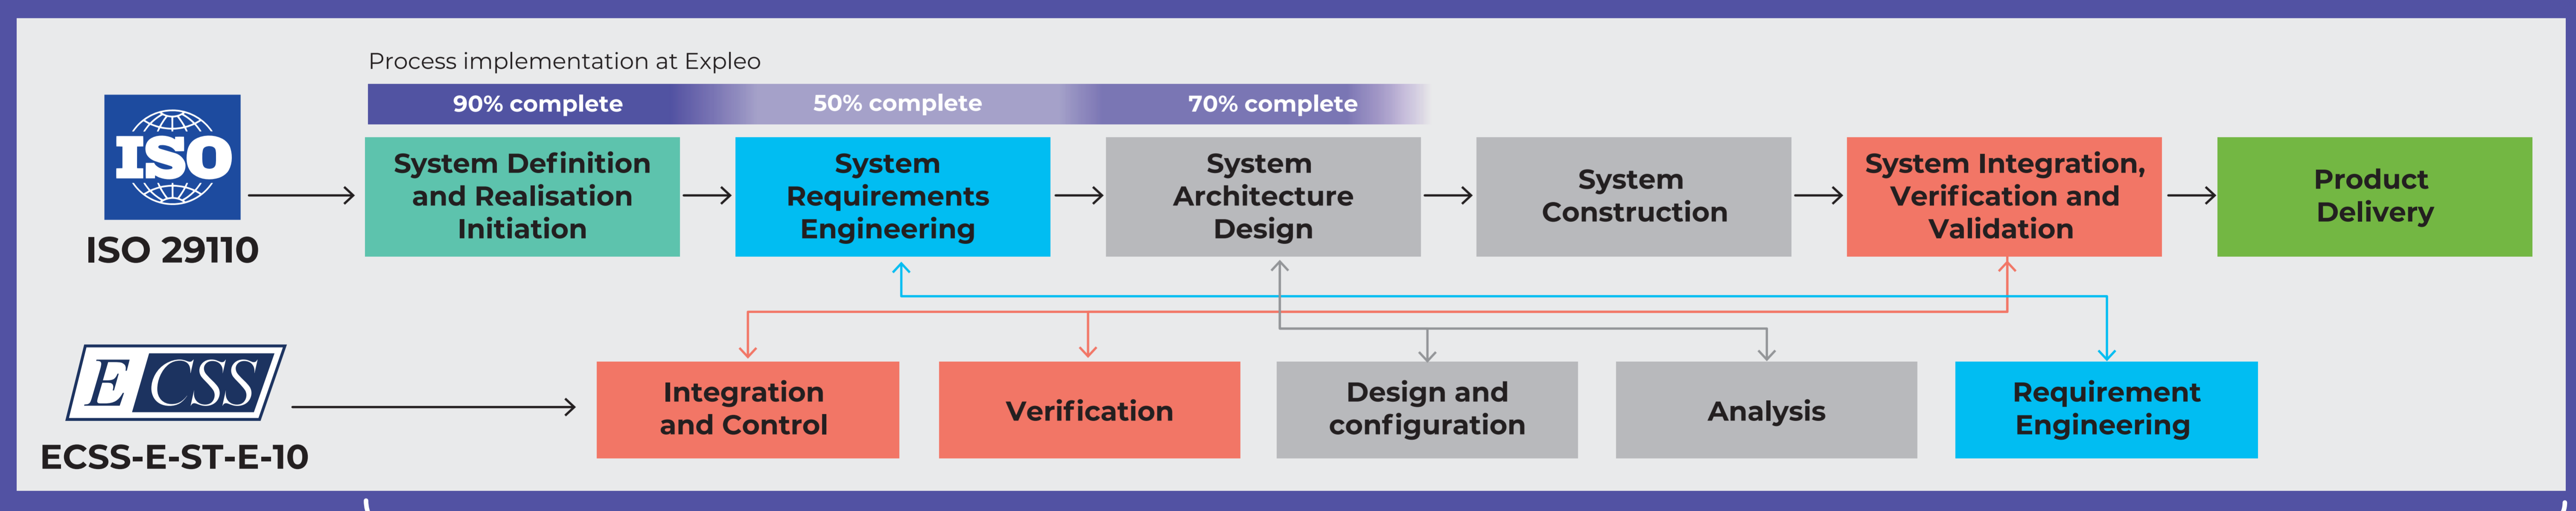 Process implementation at Expleo
90% complete
50% complete
70% complete
ISO
ISO 29110
System Definition
and Realisation
Initiation
System
Requirements
Engineering
System
Architecture
Design
System
Construction
System Integration,
Verification and
Validation
Product
Delivery
ECSS
ECSS-E-ST-E-10
Integration
and Control
Verification
Design and
configuration
Analysis
Requirement
Engineering